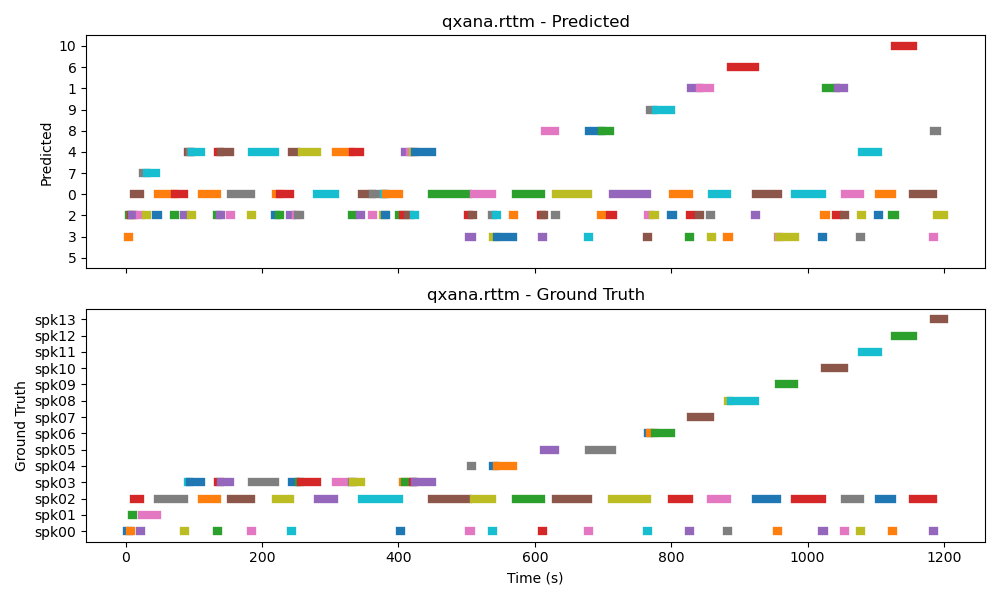 qxana.rttm - Predicted
Predicted
10
6
1
9
8
4
7
0
2
3
5
qxana.rttm - Ground Truth
Ground Truth
spk13
spk12
spk11
spk10
spk09
spk08
spk07
spk06
spk05
spk04
spk03
spk02
spk01
spk00
0 200 400 600 800 1000 1200
Time (s)